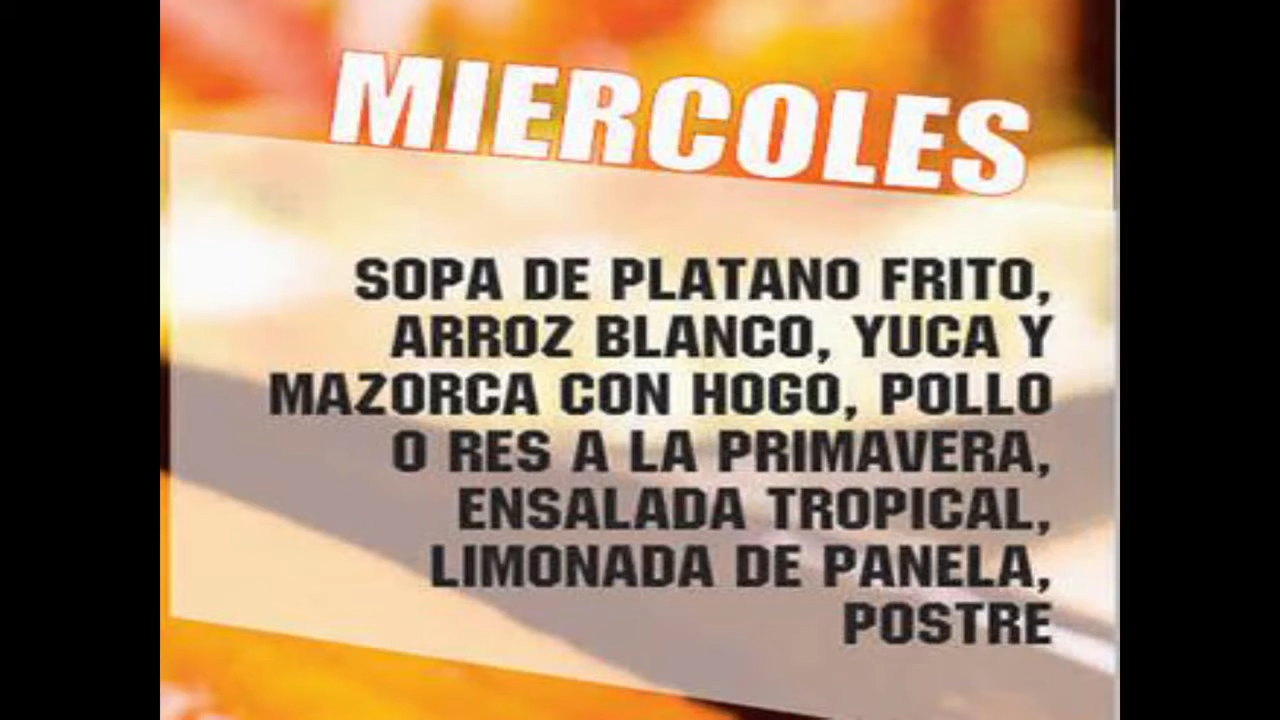 MIERCOLES
SOPA DE PLATANO FRITO,
ARROZ BLANCO, YUCA Y
MAZORCA CON HOGO, POLLO
O RES A LA PRIMAVERA,
ENSALADA TROPICAL,
LIMONADA DE PANELA,
POSTRE